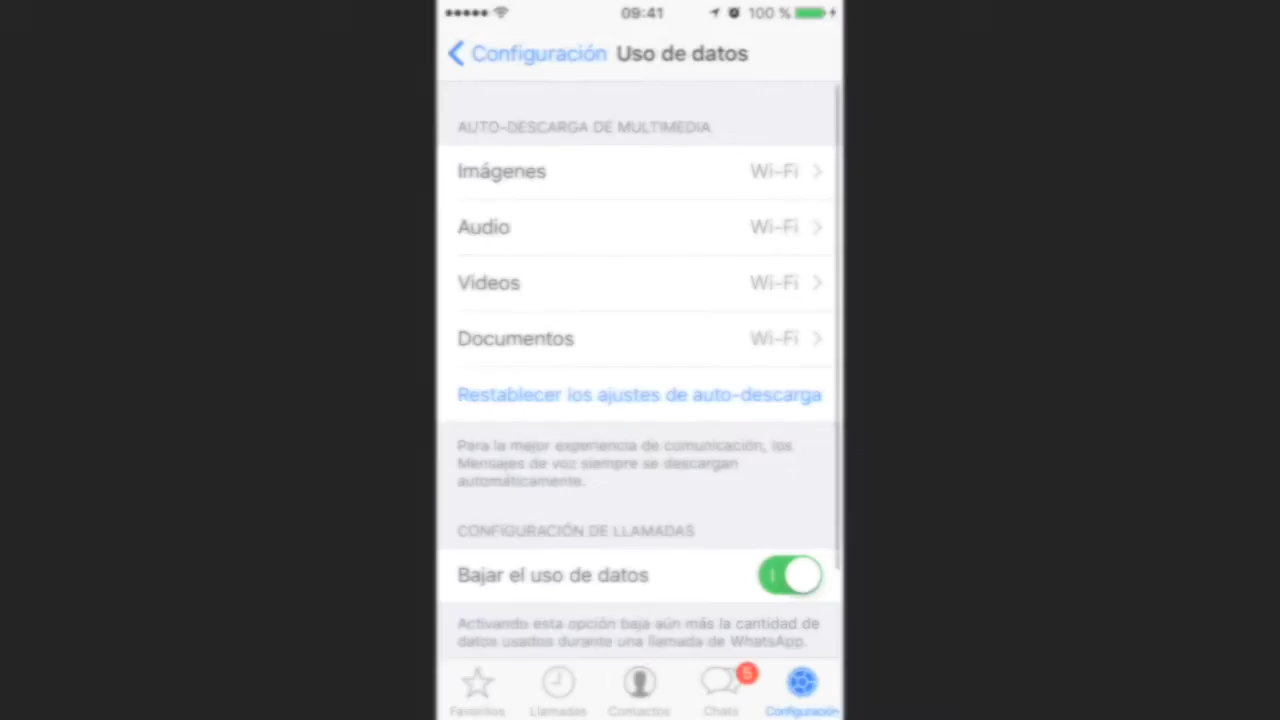 09:41
100 %
Configuración
Uso de datos
AUTO-DESCARGA DE MULTIMEDIA
Imágenes Wi-Fi
Audio Wi-Fi
Videos Wi-Fi
Documentos Wi-Fi
Restablecer los ajustes de auto-descarga
Para la mejor experiencia de comunicación, los
Mensajes de voz siempre se descargan
automáticamente.
CONFIGURACIÓN DE LLAMADAS
Bajar el uso de datos
Activando esta opción baja aún más la cantidad de
datos usados durante una llamada de WhatsApp.
5
Favoritos Llamadas Contactos Chats Configuración